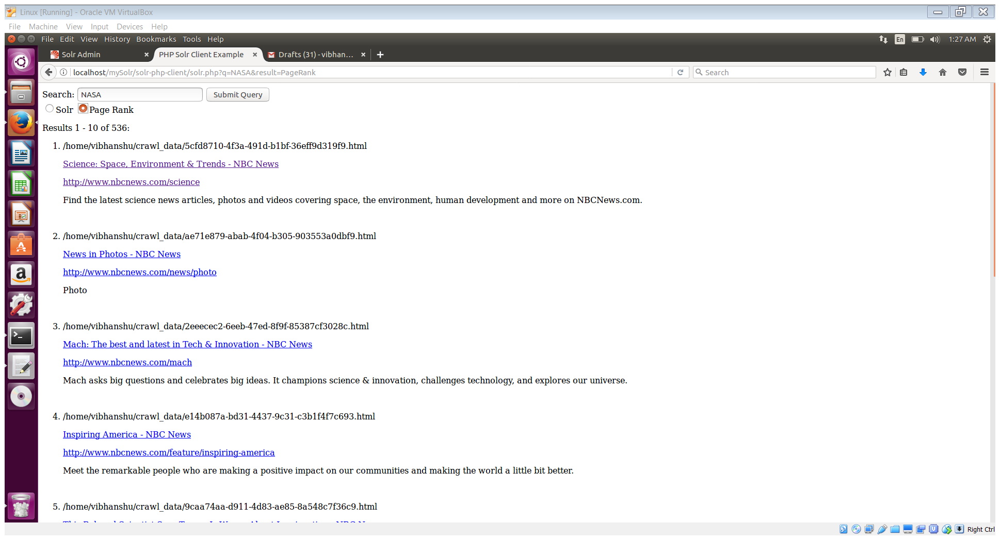 Linux [Running] - Oracle VM VirtualBox
File Machine View Input Devices Help
File Edit View History Bookmarks Tools Help
En 1:27 AM
Solr Admin
PHP Solr Client Example
Drafts (31) - vibhan...
localhost/mySolr/solr-php-client/solr.php?q=NASA&result=PageRank
Search
Search: NASA Submit Query
Solr Page Rank
Results 1 - 10 of 536:
1. /home/vibhanshu/crawl_data/5cfd8710-4f3a-491d-b1bf-36eff9d319f9.html
Science: Space, Environment & Trends - NBC News
http://www.nbcnews.com/science
Find the latest science news articles, photos and videos covering space, the environment, human development and more on NBCNews.com.
2. /home/vibhanshu/crawl_data/ae71e879-abab-4f04-b305-903553a0dbf9.html
News in Photos - NBC News
http://www.nbcnews.com/news/photo
Photo
3. /home/vibhanshu/crawl_data/2eeecec2-6eeb-47ed-8f9f-85387cf3028c.html
Mach: The best and latest in Tech & Innovation - NBC News
http://www.nbcnews.com/mach
Mach asks big questions and celebrates big ideas. It champions science & innovation, challenges technology, and explores our universe.
4. /home/vibhanshu/crawl_data/e14b087a-bd31-4437-9c31-c3b1f4f7c693.html
Inspiring America - NBC News
http://www.nbcnews.com/feature/inspiring-america
Meet the remarkable people who are making a positive impact on our communities and making the world a little bit better.
5. /home/vibhanshu/crawl_data/9caa74aa-d911-4d83-ae85-8a548c7f36c9.html
Right Ctrl